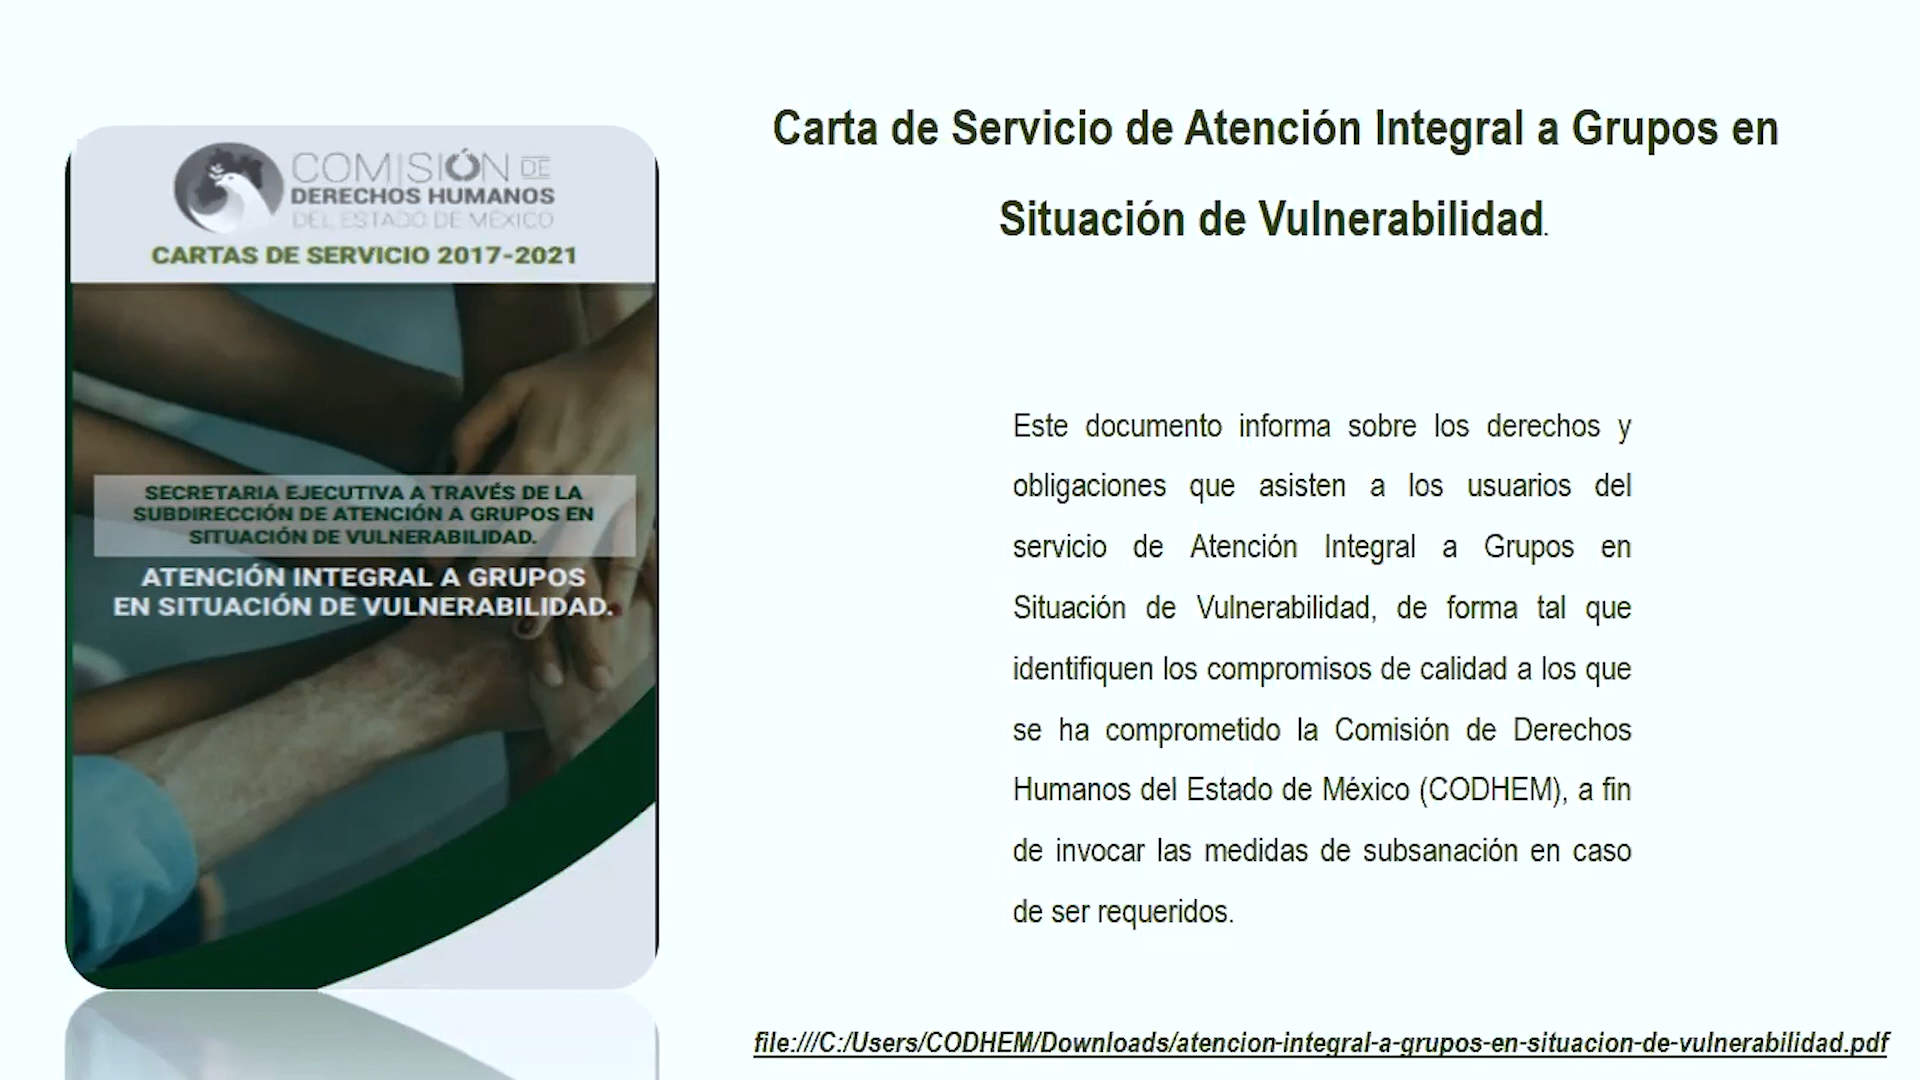 COMISIÓN DE
DERECHOS HUMANOS
DEL ESTADO DE MÉXICO
CARTAS DE SERVICIO 2017-2021
SECRETARIA EJECUTIVA A TRAVÉS DE LA
SUBDIRECCIÓN DE ATENCIÓN A GRUPOS EN
SITUACIÓN DE VULNERABILIDAD.
ATENCIÓN INTEGRAL A GRUPOS
EN SITUACIÓN DE VULNERABILIDAD.
Carta de Servicio de Atención Integral a Grupos en
Situación de Vulnerabilidad.
Este documento informa sobre los derechos y
obligaciones que asisten a los usuarios del
servicio de Atención Integral a Grupos en
Situación de Vulnerabilidad, de forma tal que
identifiquen los compromisos de calidad a los que
se ha comprometido la Comisión de Derechos
Humanos del Estado de México (CODHEM), a fin
de invocar las medidas de subsanación en caso
de ser requeridos.
file:///C:/Users/CODHEM/Downloads/atencion-integral-a-grupos-en-situacion-de-vulnerabilidad.pdf